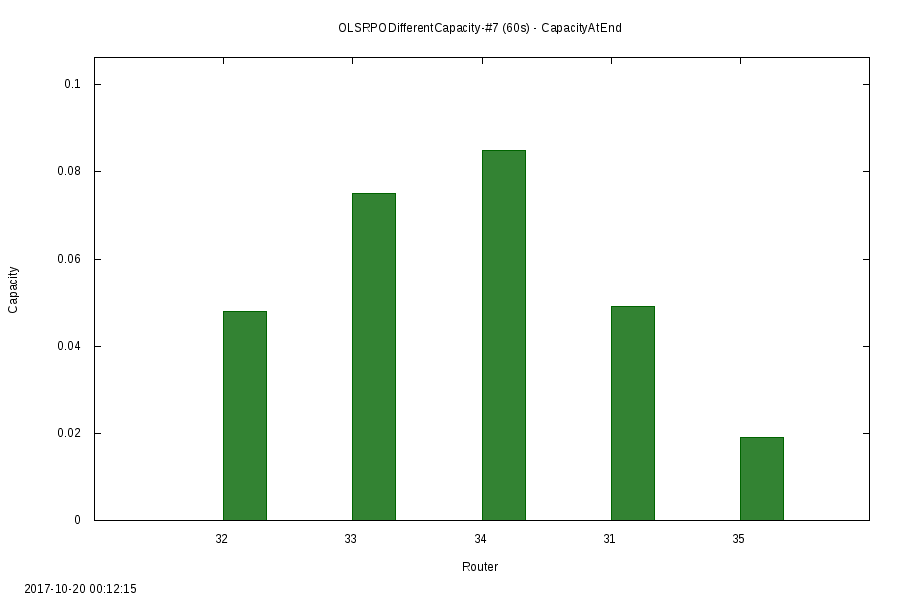 OLSRPODifferentCapacity-#7 (60s) - CapacityAtEnd
0.1
0.08
0.06
0.04
0.02
0
Capacity
32 33 34 31 35
Router
2017-10-20 00:12:15